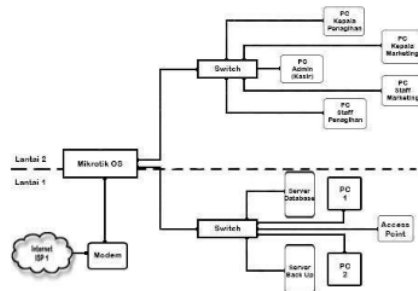 PC
Kepala
Penagihan
PC
Kepala
Marketing
Switch
PC
Admin
(Kasir)
PC
Staff
Marketing
PC
Staff
Penagihan
Lantai 2
Mikrotik OS
Lantai 1
Server
Database
PC
1
Switch
Access
Point
Internet
ISP 1
Modem
Server
Back Up
PC
2